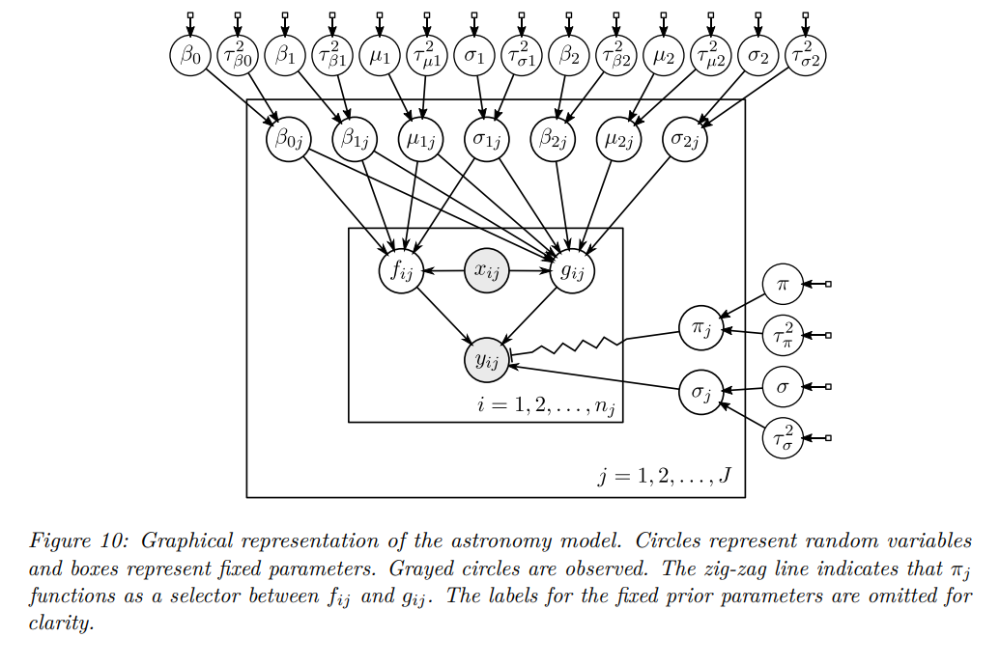 β₀ τ²β0 β₁ τ²β1 μ₁ τ²μ1 σ₁ τ²σ1 β₂ τ²β2 μ₂ τ²μ2 σ₂ τ²σ2
β0j β1j μ1j σ1j β2j μ2j σ2j
fij xij gij π
πj τ²π
yij
σj σ
i = 1, 2, . . . , nj
τ²σ
j = 1, 2, . . . , J
Figure 10: Graphical representation of the astronomy model. Circles represent random variables
and boxes represent fixed parameters. Grayed circles are observed. The zig-zag line indicates that πj
functions as a selector between fij and gij. The labels for the fixed prior parameters are omitted for
clarity.